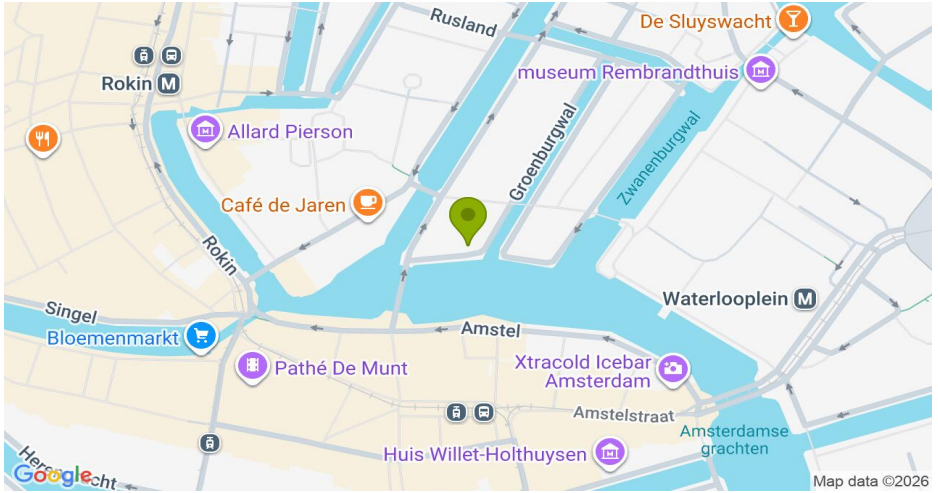 Rusland
De Sluyswacht
museum Rembrandthuis
Rokin M
Allard Pierson
Groenburgwal
Zwanenburgwal
Café de Jaren
Rokin
Singel
Waterlooplein M
Bloemenmarkt
Amstel
Pathé De Munt
Xtracold Icebar
Amsterdam
Amstelstraat
Amsterdamse
grachten
Huis Willet-Holthuysen
Google
Map data ©2026